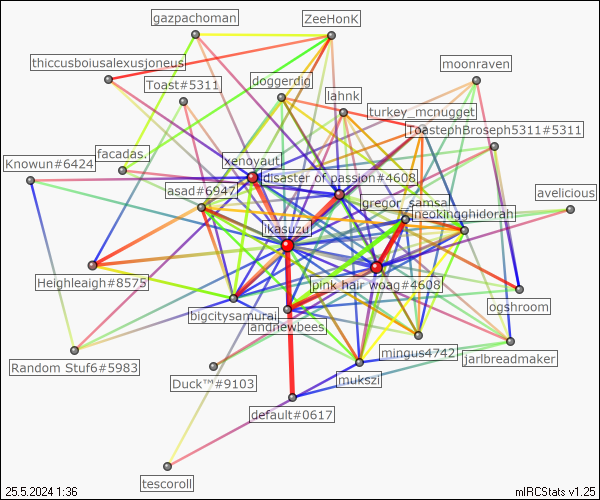 gazpachoman
ZeeHonK
thiccusboiusalexusjoneus
moonraven
Toast#5311
doggerdig
lahnk
turkey_mcnugget
ToastephBroseph5311#5311
facadas.
Knowun#6424
xenoyaut
disaster of passion#4608
asad#6947
avelicious
gregor_samsa
neokingghidorah
ikasuzu
Heighleaigh#8575
pink hair woag#4608
ogshroom
bigcitysamurai
andnewbees
mingus4742
jarlbreadmaker
Random Stuf6#5983
Duck™#9103
mukszi
default#0617
tescoroll
25.5.2024 1:36
mIRCStats v1.25